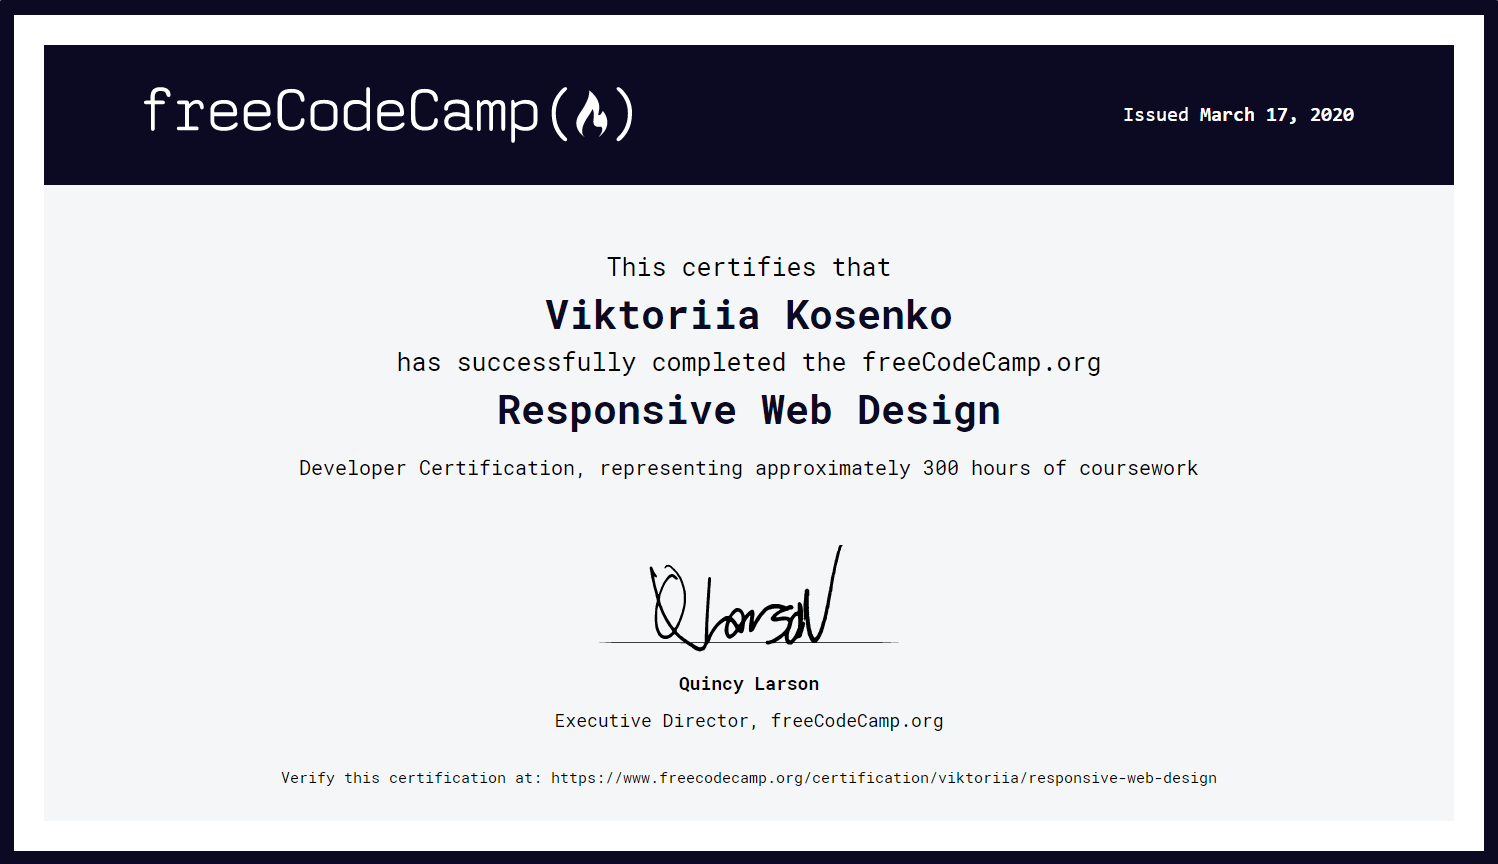 freeCodeCamp(🔥)
Issued March 17, 2020
This certifies that
Viktoriia Kosenko
has successfully completed the freeCodeCamp.org
Responsive Web Design
Developer Certification, representing approximately 300 hours of coursework
Q Larson
Quincy Larson
Executive Director, freeCodeCamp.org
Verify this certification at: https://www.freecodecamp.org/certification/viktoriia/responsive-web-design